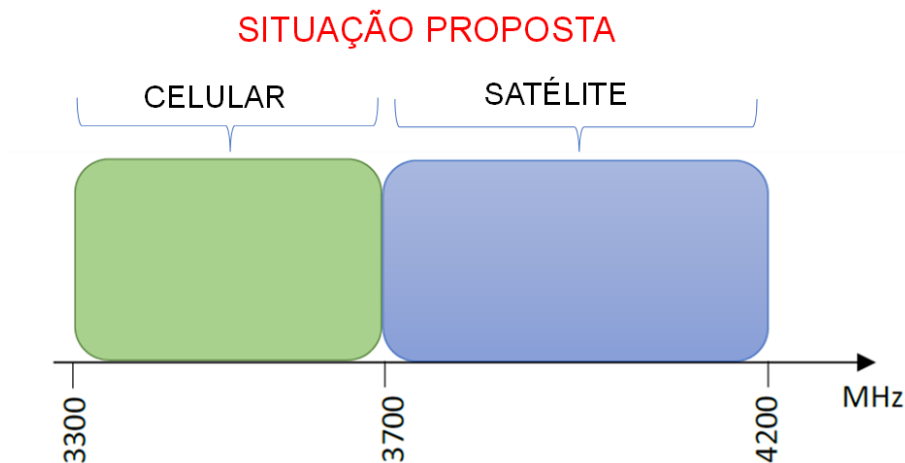 SITUAÇÃO PROPOSTA
CELULAR
SATÉLITE
3300
3700
4200
MHz